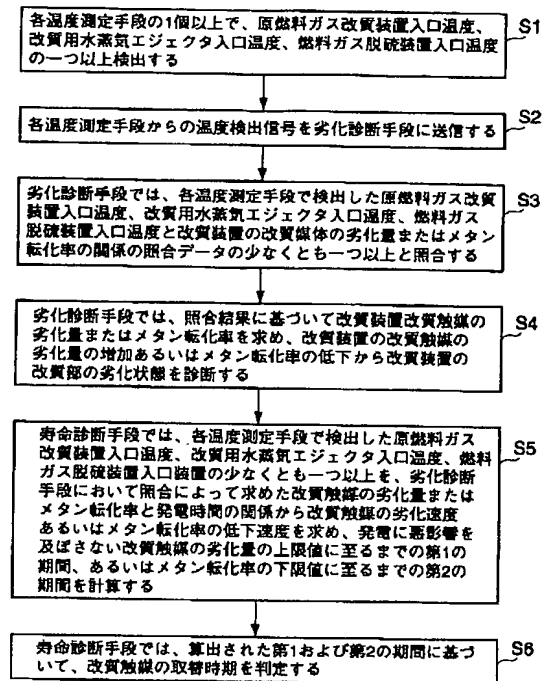 各温度測定手段の1個以上で、原燃料ガス改質装置入口温度、
改質用水蒸気エジェクタ入口温度、燃料ガス脱硫装置入口温度
の一つ以上検出する
S1
各温度測定手段からの温度検出信号を劣化診断手段に送信する
S2
劣化診断手段では、各温度測定手段で検出した原燃料ガス改質
装置入口温度、改質用水蒸気エジェクタ入口温度、燃料ガス
脱硫装置入口温度と改質装置の改質媒体の劣化量またはメタン
転化率の関係の照合データの少なくとも一つ以上と照合する
S3
劣化診断手段では、照合結果に基づいて改質装置改質触媒の
劣化量またはメタン転化率を求め、改質装置の改質触媒の
劣化量の増加あるいはメタン転化率の低下から改質装置の
改質部の劣化状態を診断する
S4
寿命診断手段では、各温度測定手段で検出した原燃料ガス
改質装置入口温度、改質用水蒸気エジェクタ入口温度、燃料
ガス脱硫装置入口装置の少なくとも一つ以上を、劣化診断
手段において照合によって求めた改質触媒の劣化量または
メタン転化率と発電時間の関係から改質触媒の劣化速度
あるいはメタン転化率の低下速度を求め、発電に悪影響を
及ぼさない改質触媒の劣化量の上限値に至るまでの第1の
期間、あるいはメタン転化率の下限値に至るまでの第2の
期間を計算する
S5
寿命診断手段では、算出された第1および第2の期間に基づ
いて、改質触媒の取替時期を判定する
S6